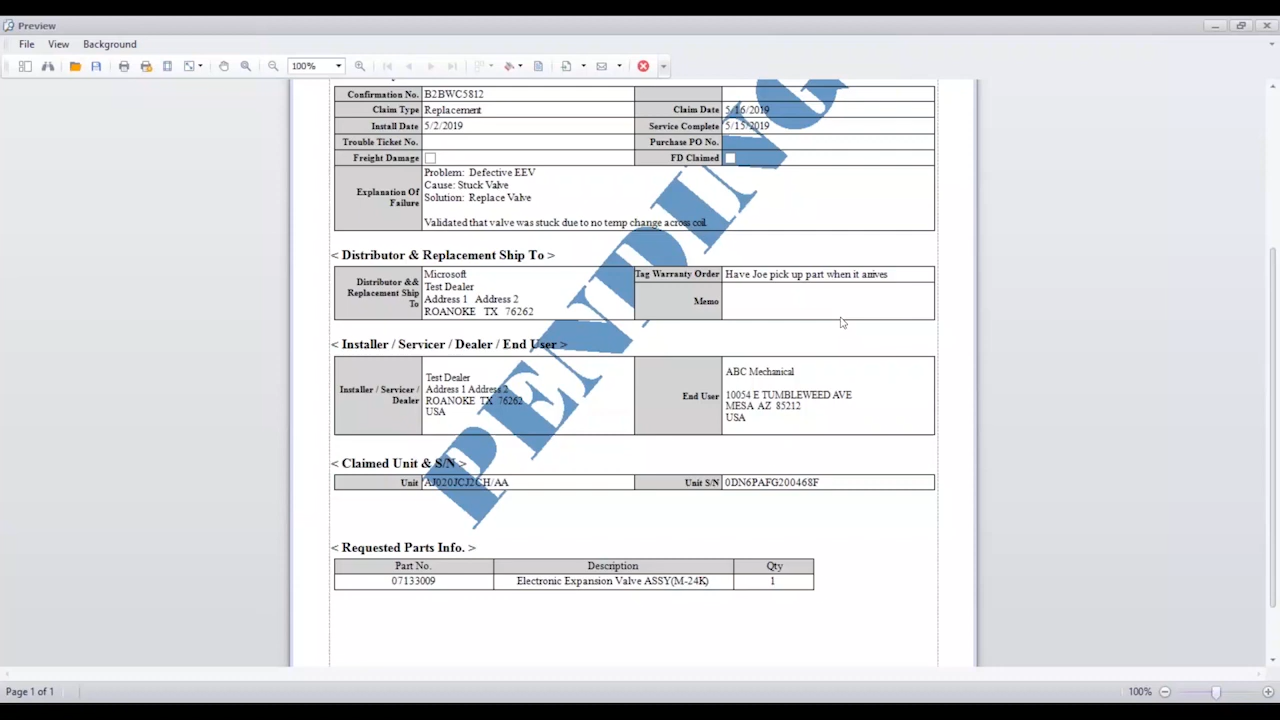 Preview
File View Background
100%
Confirmation No. B2BWC5812
Claim Type Replacement Claim Date 5/16/2019
Install Date 5/2/2019 Service Complete 5/15/2019
Trouble Ticket No. Purchase PO No.
Freight Damage FD Claimed
Explanation Of Failure
Problem: Defective EEV
Cause: Stuck Valve
Solution: Replace Valve
Validated that valve was stuck due to no temp change across coil.
< Distributor & Replacement Ship To >
Distributor && Replacement Ship To
Microsoft
Test Dealer
Address 1 Address 2
ROANOKE TX 76262
Tag Warranty Order Have Joe pick up part when it arrives
Memo
< Installer / Servicer / Dealer / End User >
Installer / Servicer / Dealer
Test Dealer
Address 1 Address 2
ROANOKE TX 76262
USA
End User
ABC Mechanical
10054 E TUMBLEWEED AVE
MESA AZ 85212
USA
< Claimed Unit & S/N >
Unit AJ020JCJ2CH/AA Unit S/N 0DN6PAFG200468F
< Requested Parts Info. >
Part No. Description Qty
07133009 Electronic Expansion Valve ASSY(M-24K) 1
PENDING
Page 1 of 1
100%